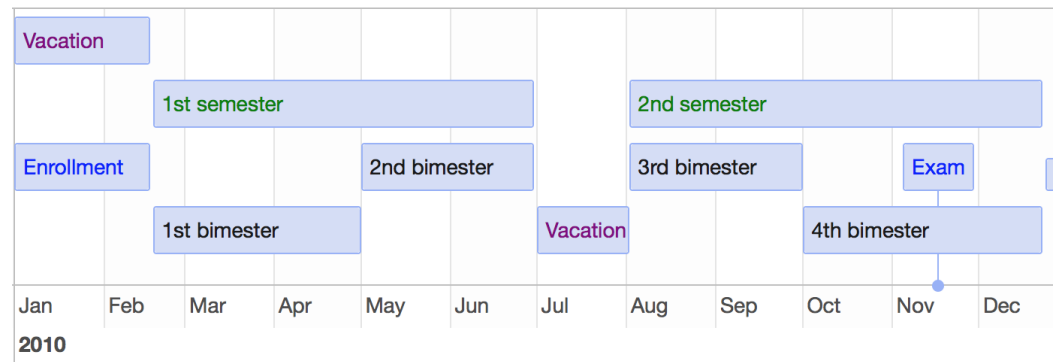 Vacation
1st semester 2nd semester
Enrollment 2nd bimester 3rd bimester Exam
1st bimester Vacation 4th bimester
Jan Feb Mar Apr May Jun Jul Aug Sep Oct Nov Dec
2010